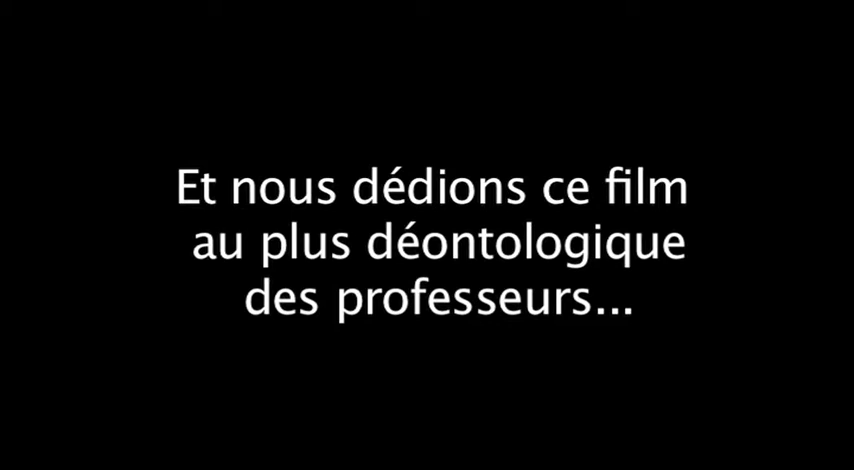 Et nous dédions ce film
au plus déontologique
des professeurs...